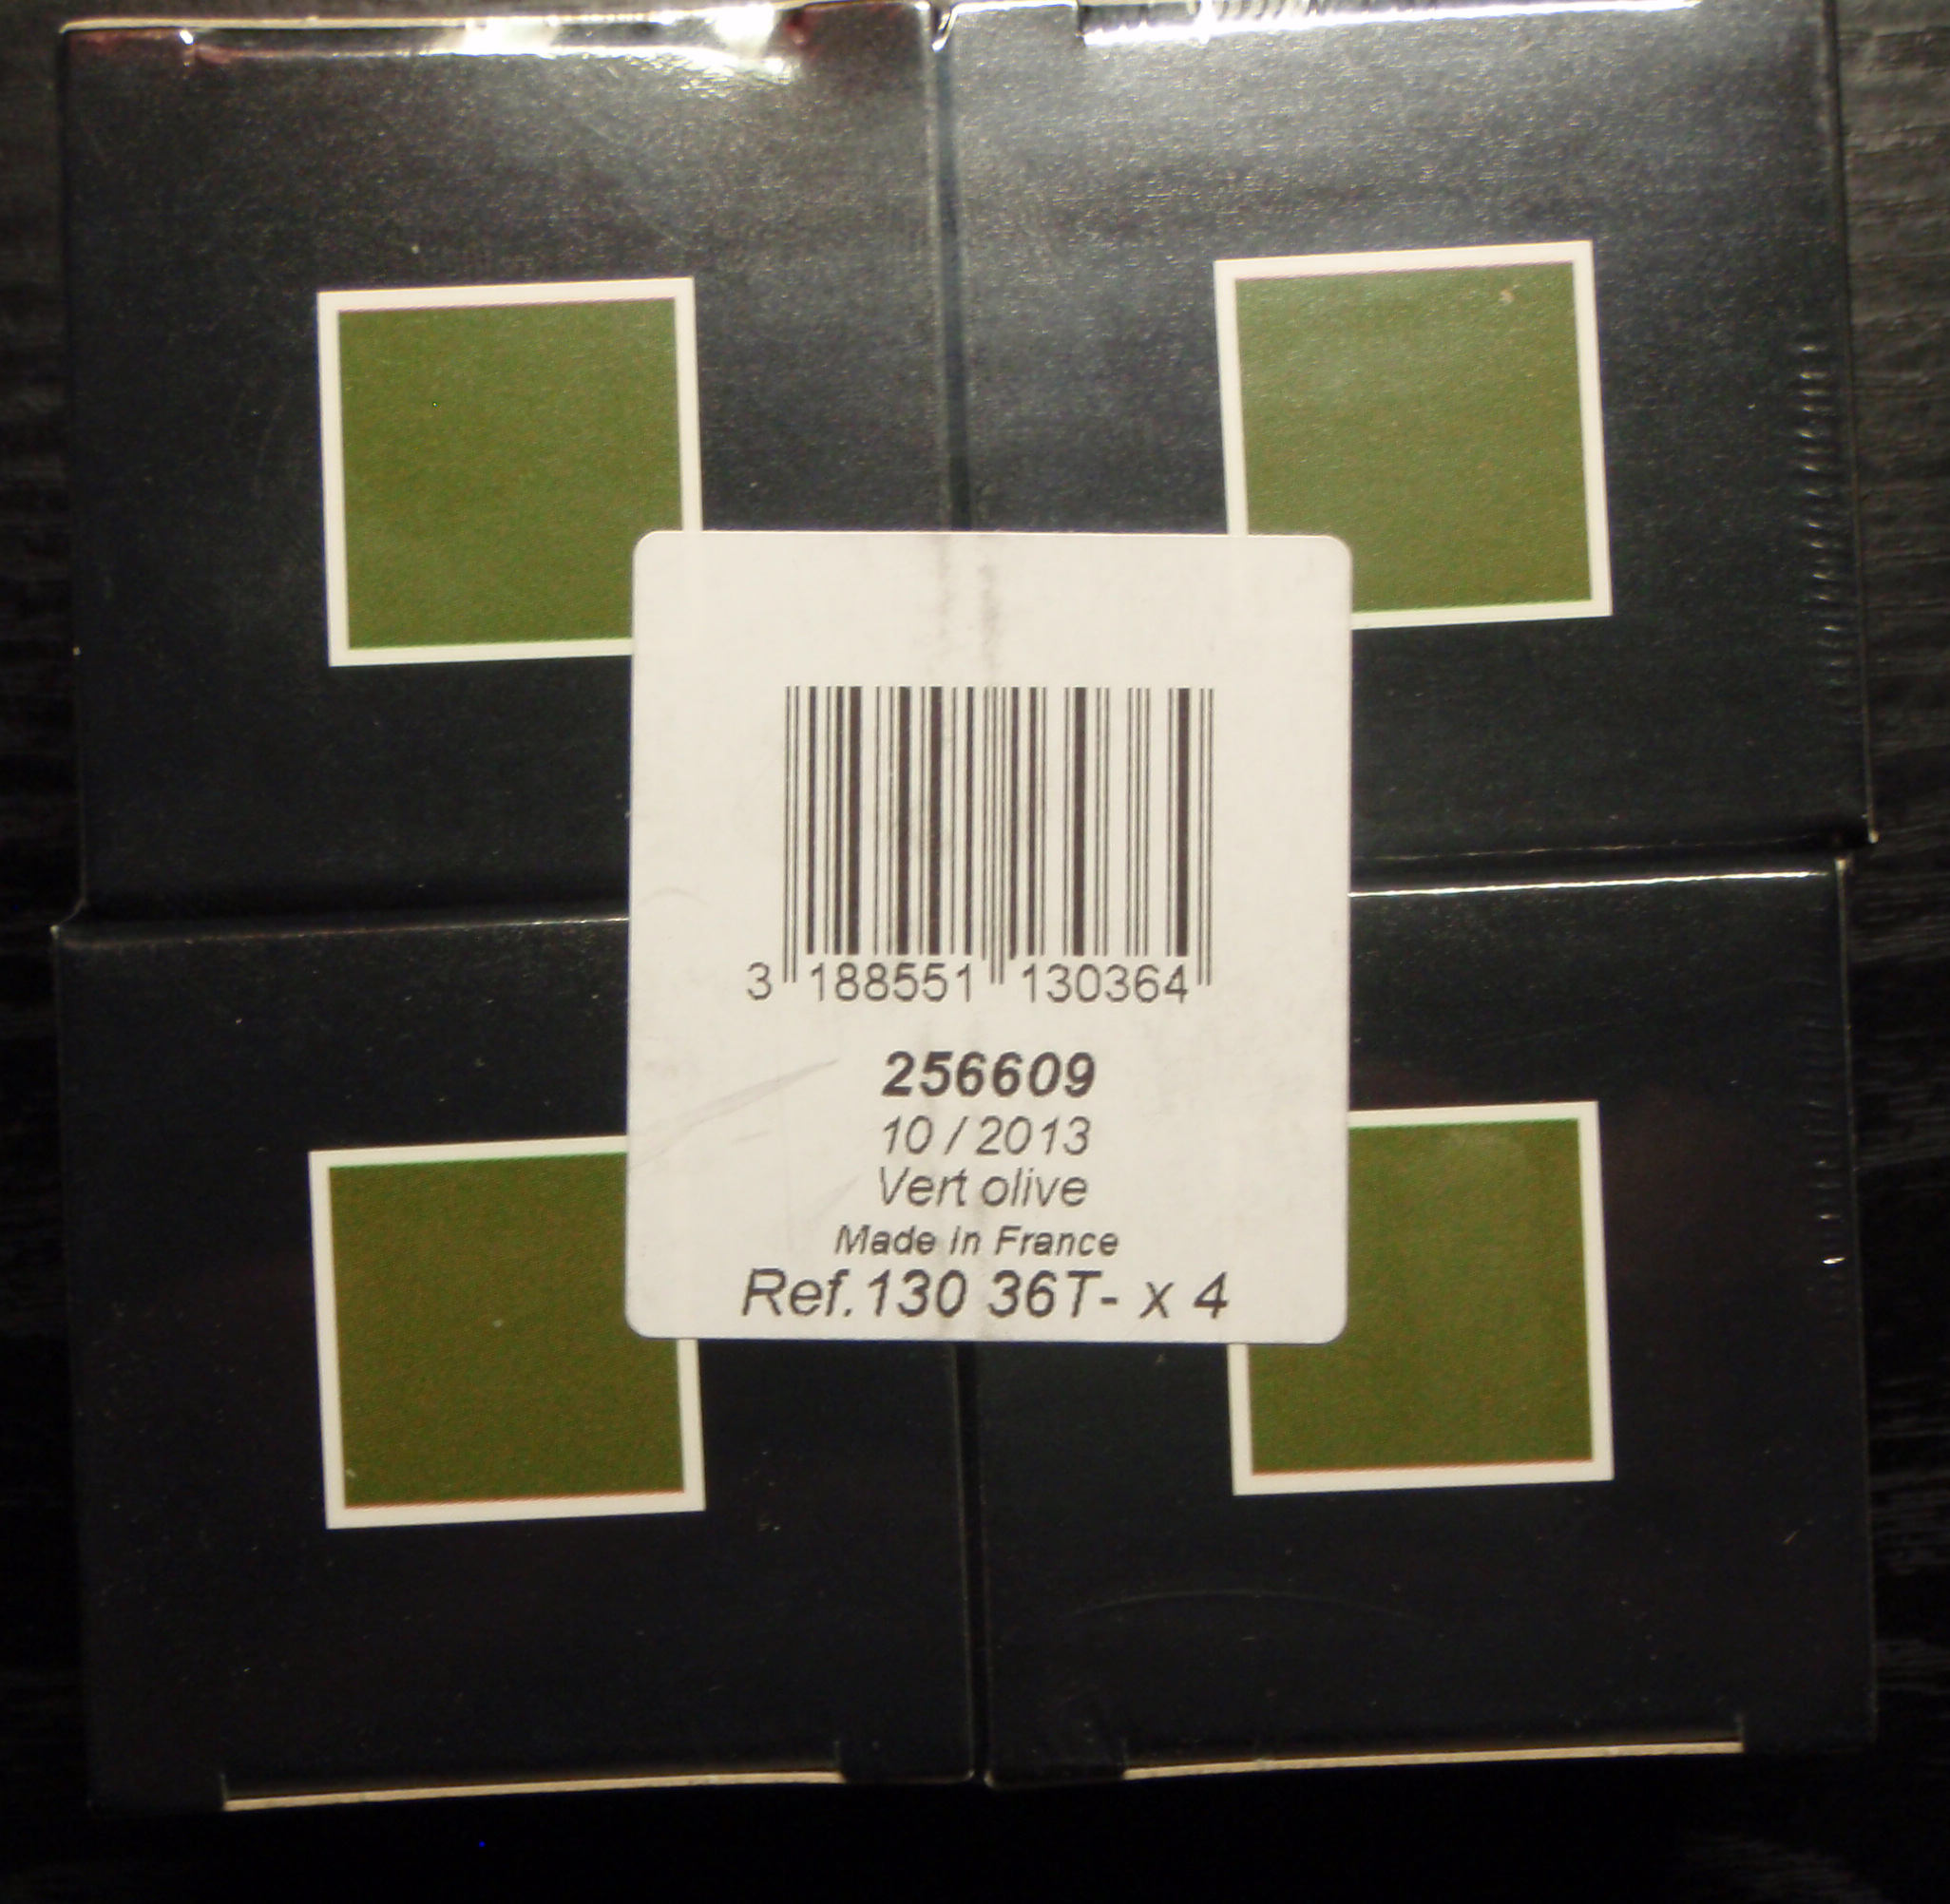 3 188551 130364
256609
10 / 2013
Vert olive
Made in France
Ref.130 36T- x 4